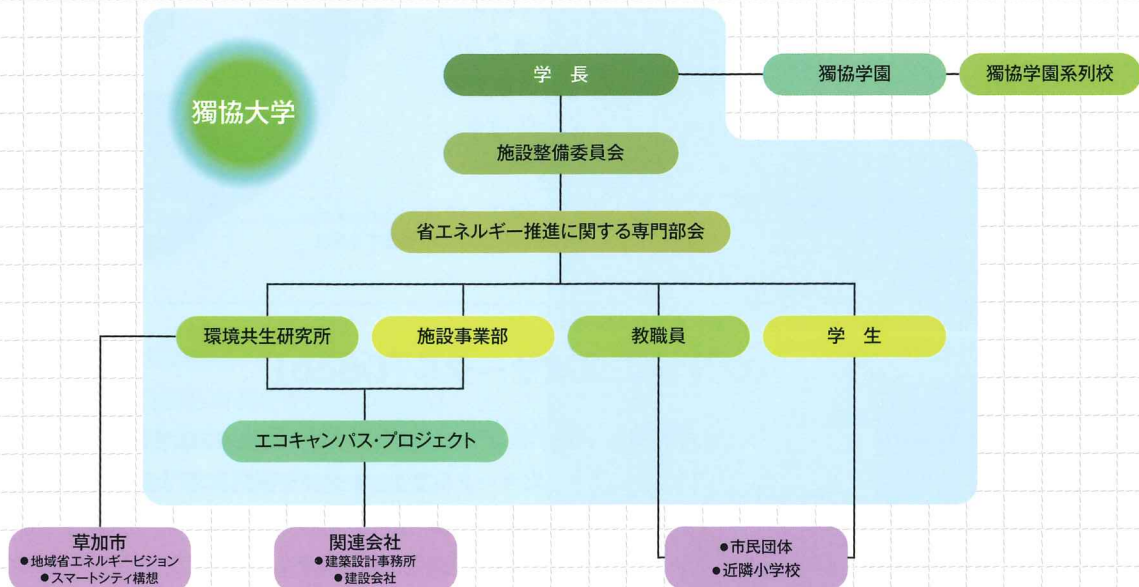 獨協大学
学 長
獨協学園
獨協学園系列校
施設整備委員会
省エネルギー推進に関する専門部会
環境共生研究所
施設事業部
教職員
学 生
エコキャンパス・プロジェクト
草加市
●地域省エネルギービジョン
●スマートシティ構想
関連会社
●建築設計事務所
●建設会社
●市民団体
●近隣小学校